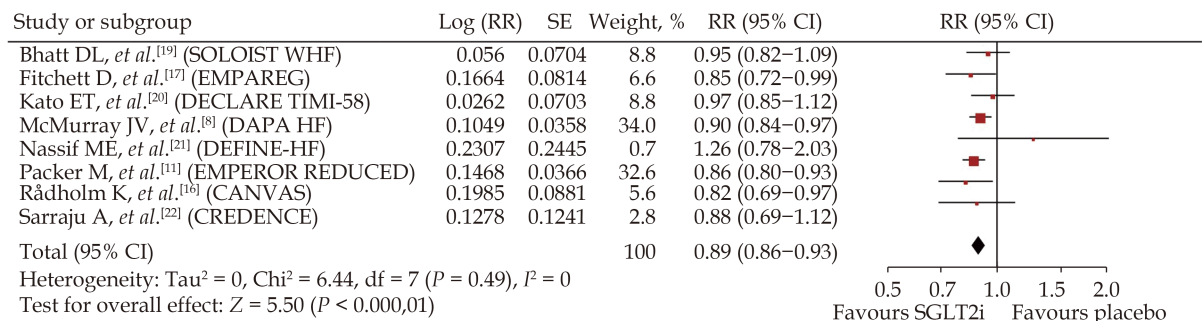 Study or subgroup Log (RR) SE Weight, % RR (95% CI) RR (95% CI)
Bhatt DL, et al.[19] (SOLOIST WHF) 0.056 0.0704 8.8 0.95 (0.82−1.09)
Fitchett D, et al.[17] (EMPAREG) 0.1664 0.0814 6.6 0.85 (0.72−0.99)
Kato ET, et al.[20] (DECLARE TIMI-58) 0.0262 0.0703 8.8 0.97 (0.85−1.12)
McMurray JV, et al.[8] (DAPA HF) 0.1049 0.0358 34.0 0.90 (0.84−0.97)
Nassif ME, et al.[21] (DEFINE-HF) 0.2307 0.2445 0.7 1.26 (0.78−2.03)
Packer M, et al.[11] (EMPEROR REDUCED) 0.1468 0.0366 32.6 0.86 (0.80−0.93)
Rådholm K, et al.[16] (CANVAS) 0.1985 0.0881 5.6 0.82 (0.69−0.97)
Sarraju A, et al.[22] (CREDENCE) 0.1278 0.1241 2.8 0.88 (0.69−1.12)
Total (95% CI) 100 0.89 (0.86−0.93)
Heterogeneity: Tau² = 0, Chi² = 6.44, df = 7 (P = 0.49), I² = 0
Test for overall effect: Z = 5.50 (P < 0.000,01)
0.5 0.7 1.0 1.5 2.0
Favours SGLT2i Favours placebo